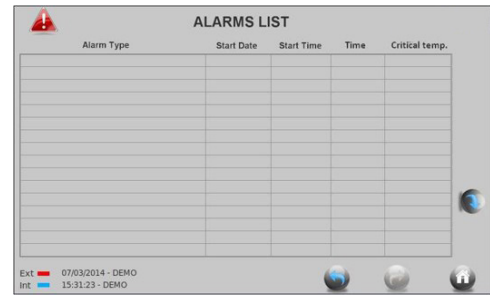 ALARMS LIST
Alarm Type Start Date Start Time Time Critical temp.
Ext 07/03/2014 - DEMO
Int 15:31:23 - DEMO